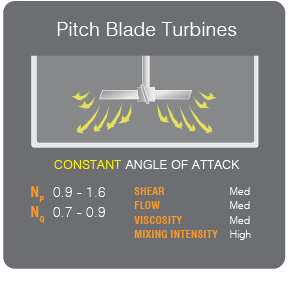 Pitch Blade Turbines
CONSTANT ANGLE OF ATTACK
Np 0.9 - 1.6
Nq 0.7 - 0.9
SHEAR Med
FLOW Med
VISCOSITY Med
MIXING INTENSITY High